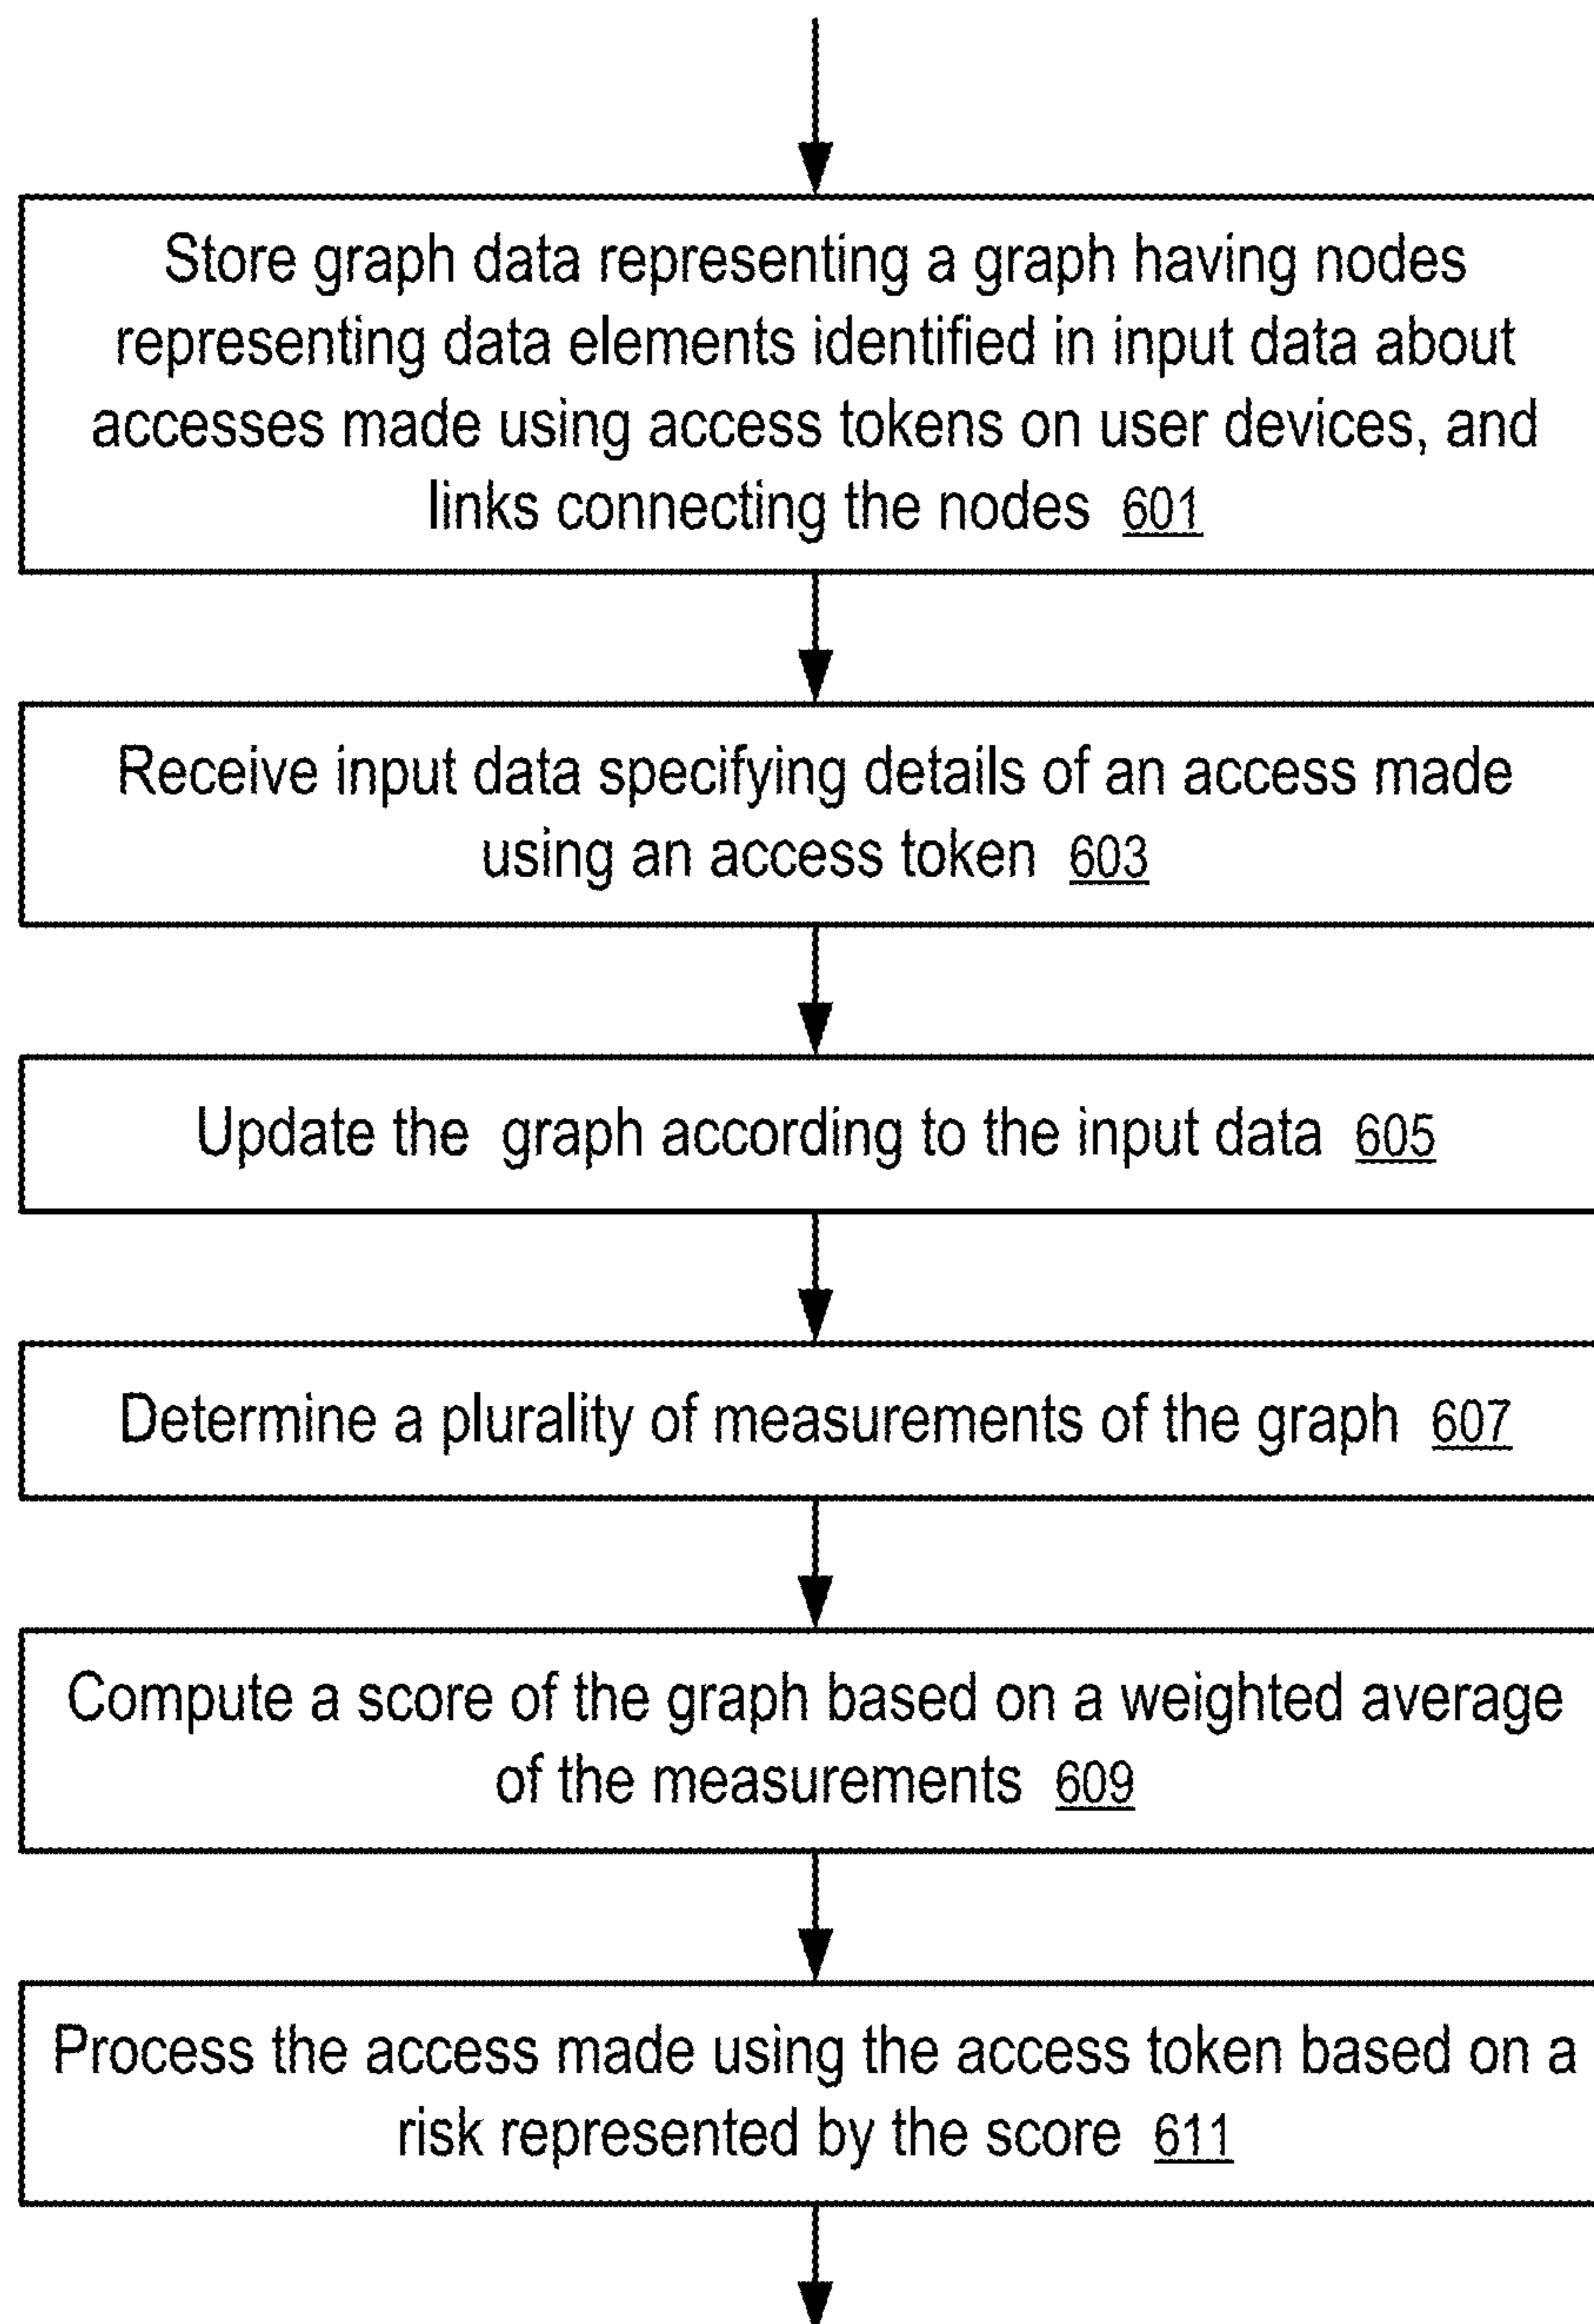 Store graph data representing a graph having nodes
representing data elements identified in input data about
accesses made using access tokens on user devices, and
links connecting the nodes 601
Receive input data specifying details of an access made
using an access token 603
Update the graph according to the input data 605
Determine a plurality of measurements of the graph 607
Compute a score of the graph based on a weighted average
of the measurements 609
Process the access made using the access token based on a
risk represented by the score 611